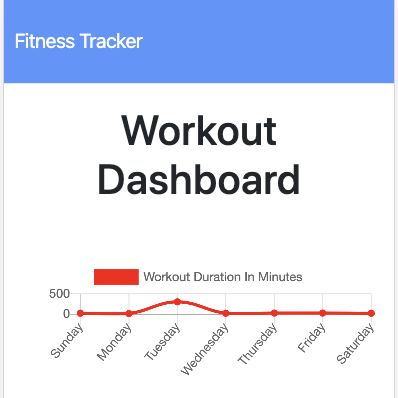 Fitness Tracker
Workout
Dashboard
Workout Duration In Minutes
500
0
Sunday
Monday
Tuesday
Wednesday
Thursday
Friday
Saturday